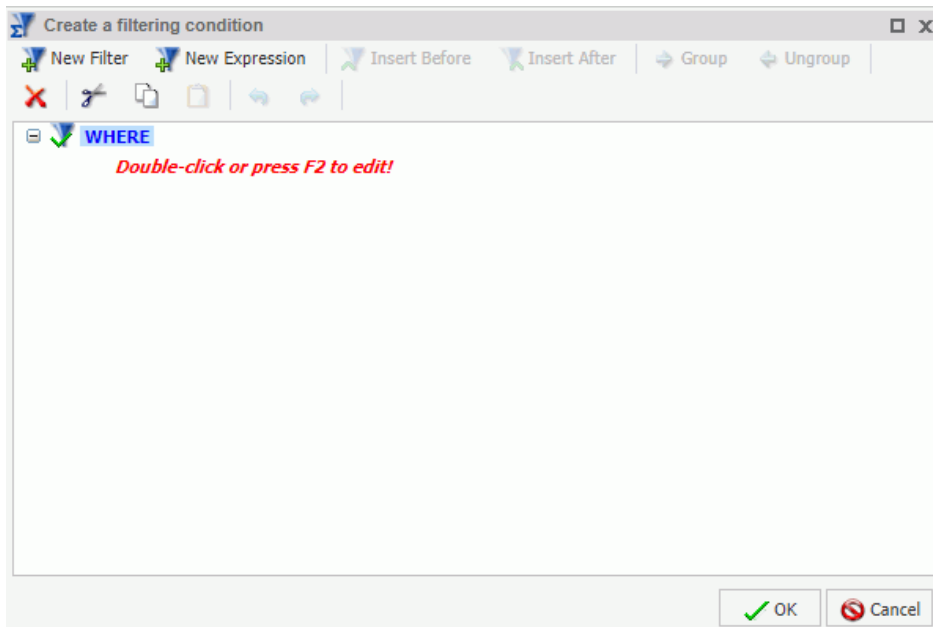 Create a filtering condition
New Filter New Expression Insert Before Insert After Group Ungroup
WHERE
Double-click or press F2 to edit!
OK Cancel